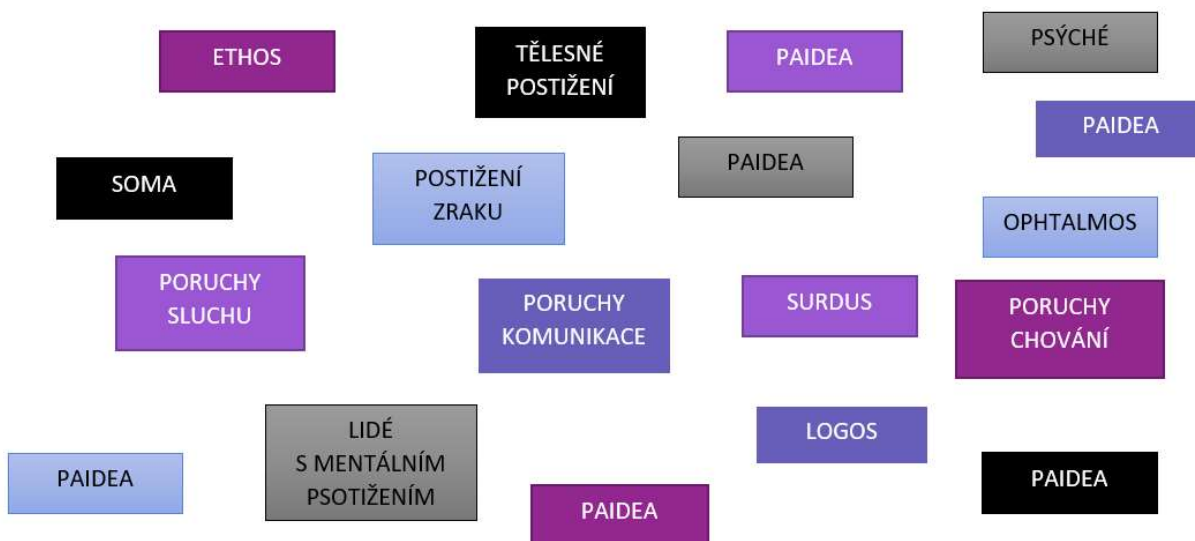 ETHOS
TĚLESNÉ
POSTIŽENÍ
PAIDEA
PSÝCHÉ
PAIDEA
SOMA
POSTIŽENÍ
ZRAKU
PAIDEA
OPHTALMOS
PORUCHY
SLUCHU
PORUCHY
KOMUNIKACE
SURDUS
PORUCHY
CHOVÁNÍ
LIDÉ
S MENTÁLNÍM
PSOTIŽENÍM
LOGOS
PAIDEA
PAIDEA
PAIDEA